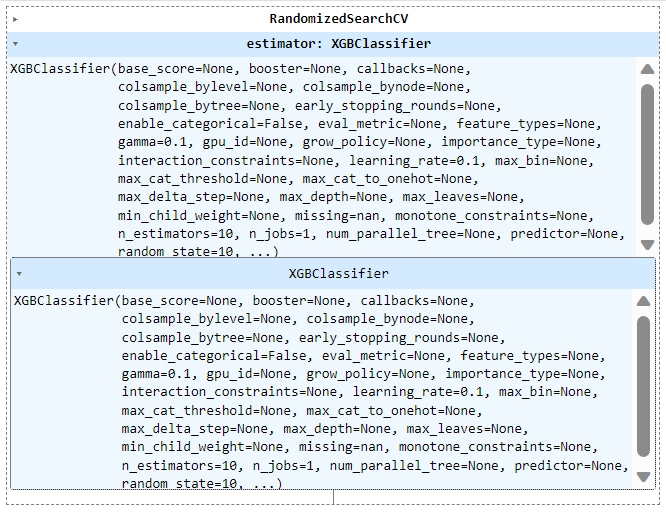 RandomizedSearchCV
estimator: XGBClassifier
XGBClassifier(base_score=None, booster=None, callbacks=None,
colsample_bylevel=None, colsample_bynode=None,
colsample_bytree=None, early_stopping_rounds=None,
enable_categorical=False, eval_metric=None, feature_types=None,
gamma=0.1, gpu_id=None, grow_policy=None, importance_type=None,
interaction_constraints=None, learning_rate=0.1, max_bin=None,
max_cat_threshold=None, max_cat_to_onehot=None,
max_delta_step=None, max_depth=None, max_leaves=None,
min_child_weight=None, missing=nan, monotone_constraints=None,
n_estimators=10, n_jobs=1, num_parallel_tree=None, predictor=None,
random_state=10, ...)
XGBClassifier
XGBClassifier(base_score=None, booster=None, callbacks=None,
colsample_bylevel=None, colsample_bynode=None,
colsample_bytree=None, early_stopping_rounds=None,
enable_categorical=False, eval_metric=None, feature_types=None,
gamma=0.1, gpu_id=None, grow_policy=None, importance_type=None,
interaction_constraints=None, learning_rate=0.1, max_bin=None,
max_cat_threshold=None, max_cat_to_onehot=None,
max_delta_step=None, max_depth=None, max_leaves=None,
min_child_weight=None, missing=nan, monotone_constraints=None,
n_estimators=10, n_jobs=1, num_parallel_tree=None, predictor=None,
random_state=10, ...)